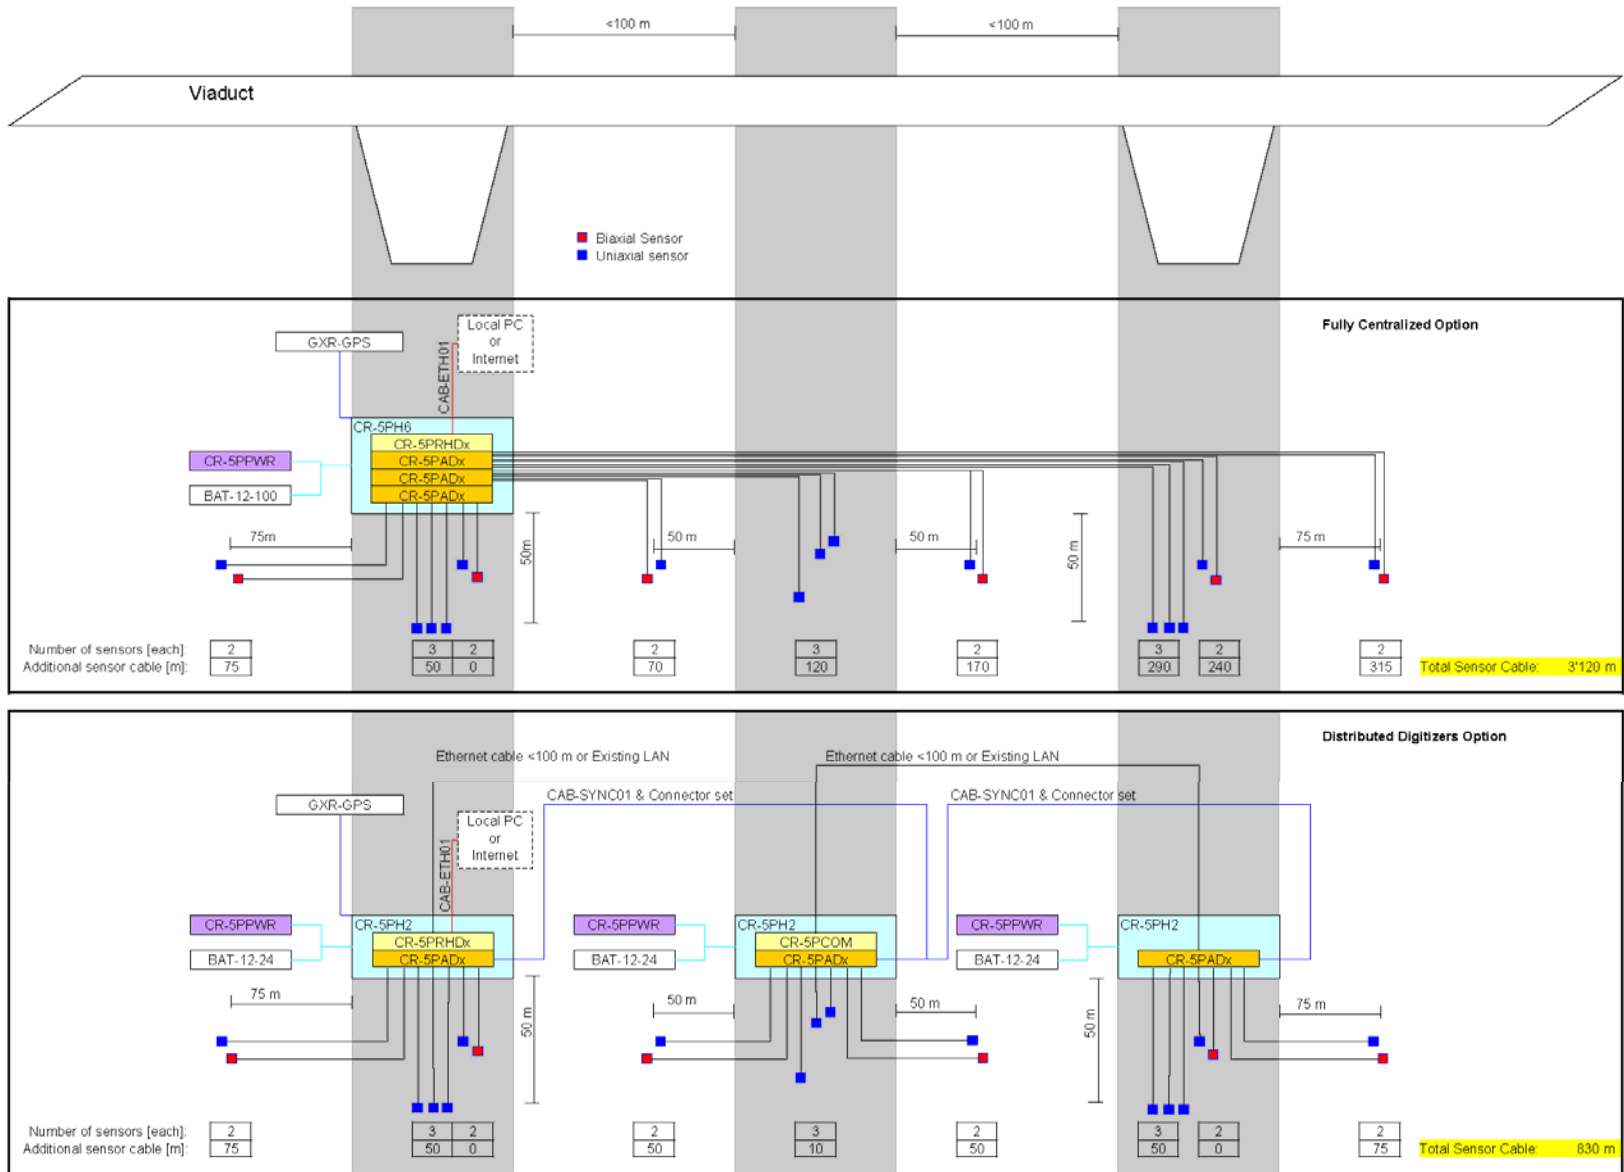 <100 m
<100 m
Viaduct
Biaxial Sensor
Uniaxial sensor
Fully Centralized Option
Local PC
or
Internet
GXR-GPS
CAB-ETH01
CR-5PH6
CR-5PRHDx
CR-5PADx
CR-5PADx
CR-5PADx
CR-5PPWR
BAT-12-100
75m
50m
50 m
50 m
50 m
75 m
Number of sensors [each]: 2 3 2 2 3 2 3 2 2
Additional sensor cable [m]: 75 50 0 70 120 170 290 240 315 Total Sensor Cable: 3'120 m
Distributed Digitizers Option
Ethernet cable <100 m or Existing LAN
Ethernet cable <100 m or Existing LAN
CAB-SYNC01 & Connector set
CAB-SYNC01 & Connector set
GXR-GPS
Local PC
or
Internet
CAB-ETH01
CR-5PPWR
BAT-12-24
CR-5PH2
CR-5PRHDx
CR-5PADx
CR-5PPWR
BAT-12-24
CR-5PH2
CR-5PCOM
CR-5PADx
CR-5PPWR
BAT-12-24
CR-5PH2
CR-5PADx
75 m
50 m
50 m
50 m
50 m
75 m
Number of sensors [each]: 2 3 2 2 3 2 3 2 2
Additional sensor cable [m]: 75 50 0 50 10 50 50 0 75 Total Sensor Cable: 830 m